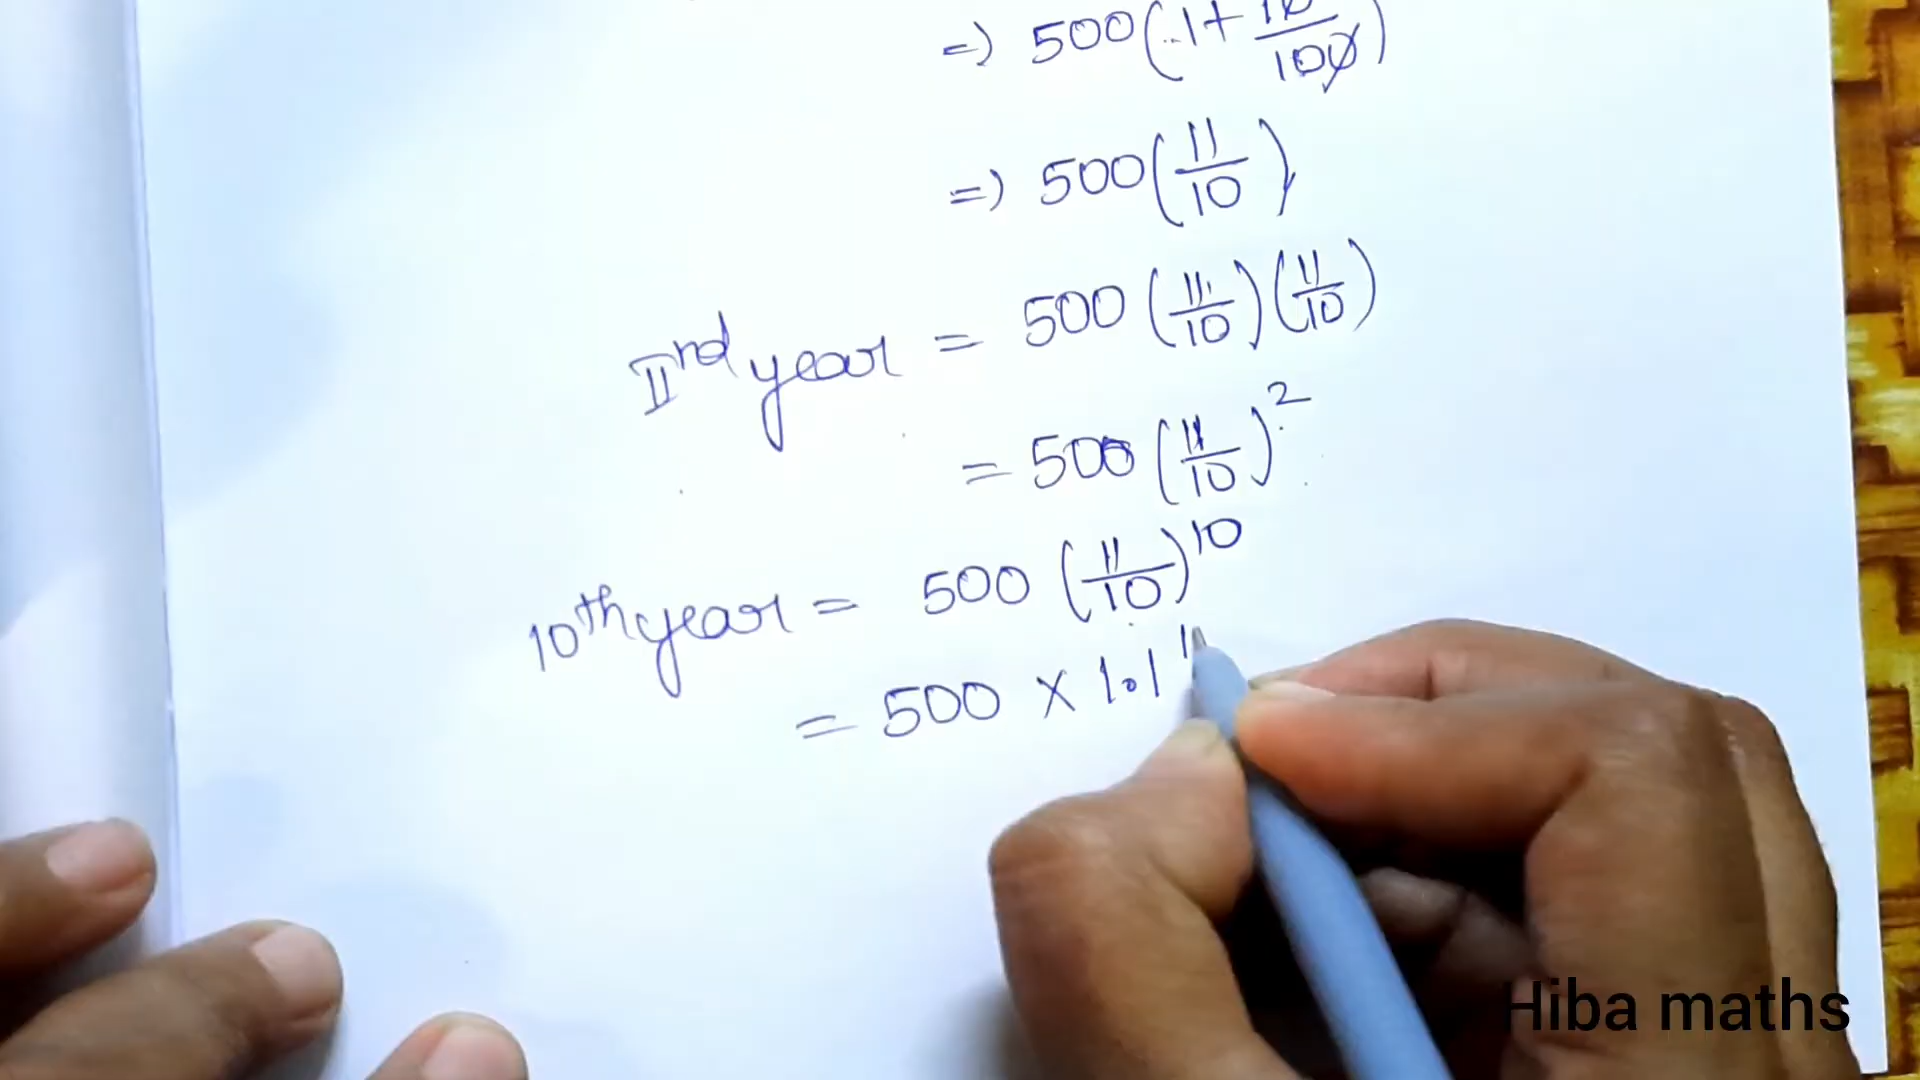 =) 500(1+10/100)
=) 500(11/10)
IInd year = 500 (11/10)(11/10)
= 500 (11/10)²
10th year = 500 (11/10)¹⁰
= 500 × 1.1¹
Hiba maths